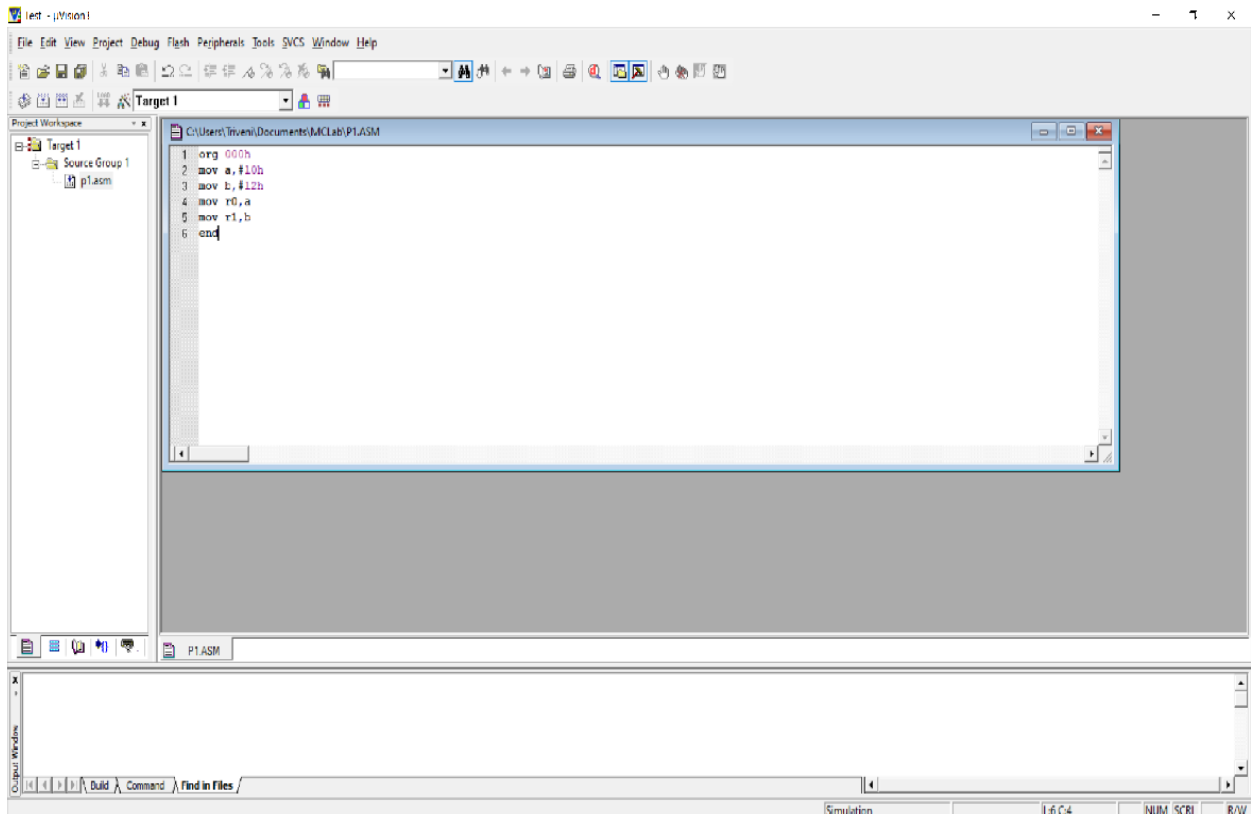 Test - µVision3
File Edit View Project Debug Flash Peripherals Tools SVCS Window Help
Target 1
Project Workspace
Target 1
Source Group 1
p1.asm
C:\Users\Triveni\Documents\MCLab\P1.ASM
1 org 000h
2 mov a,#10h
3 mov b,#12h
4 mov r0,a
5 mov r1,b
6 end
P1.ASM
Output Window
Build Command Find in Files
Simulation L:6 C:4 NUM SCRL R/W